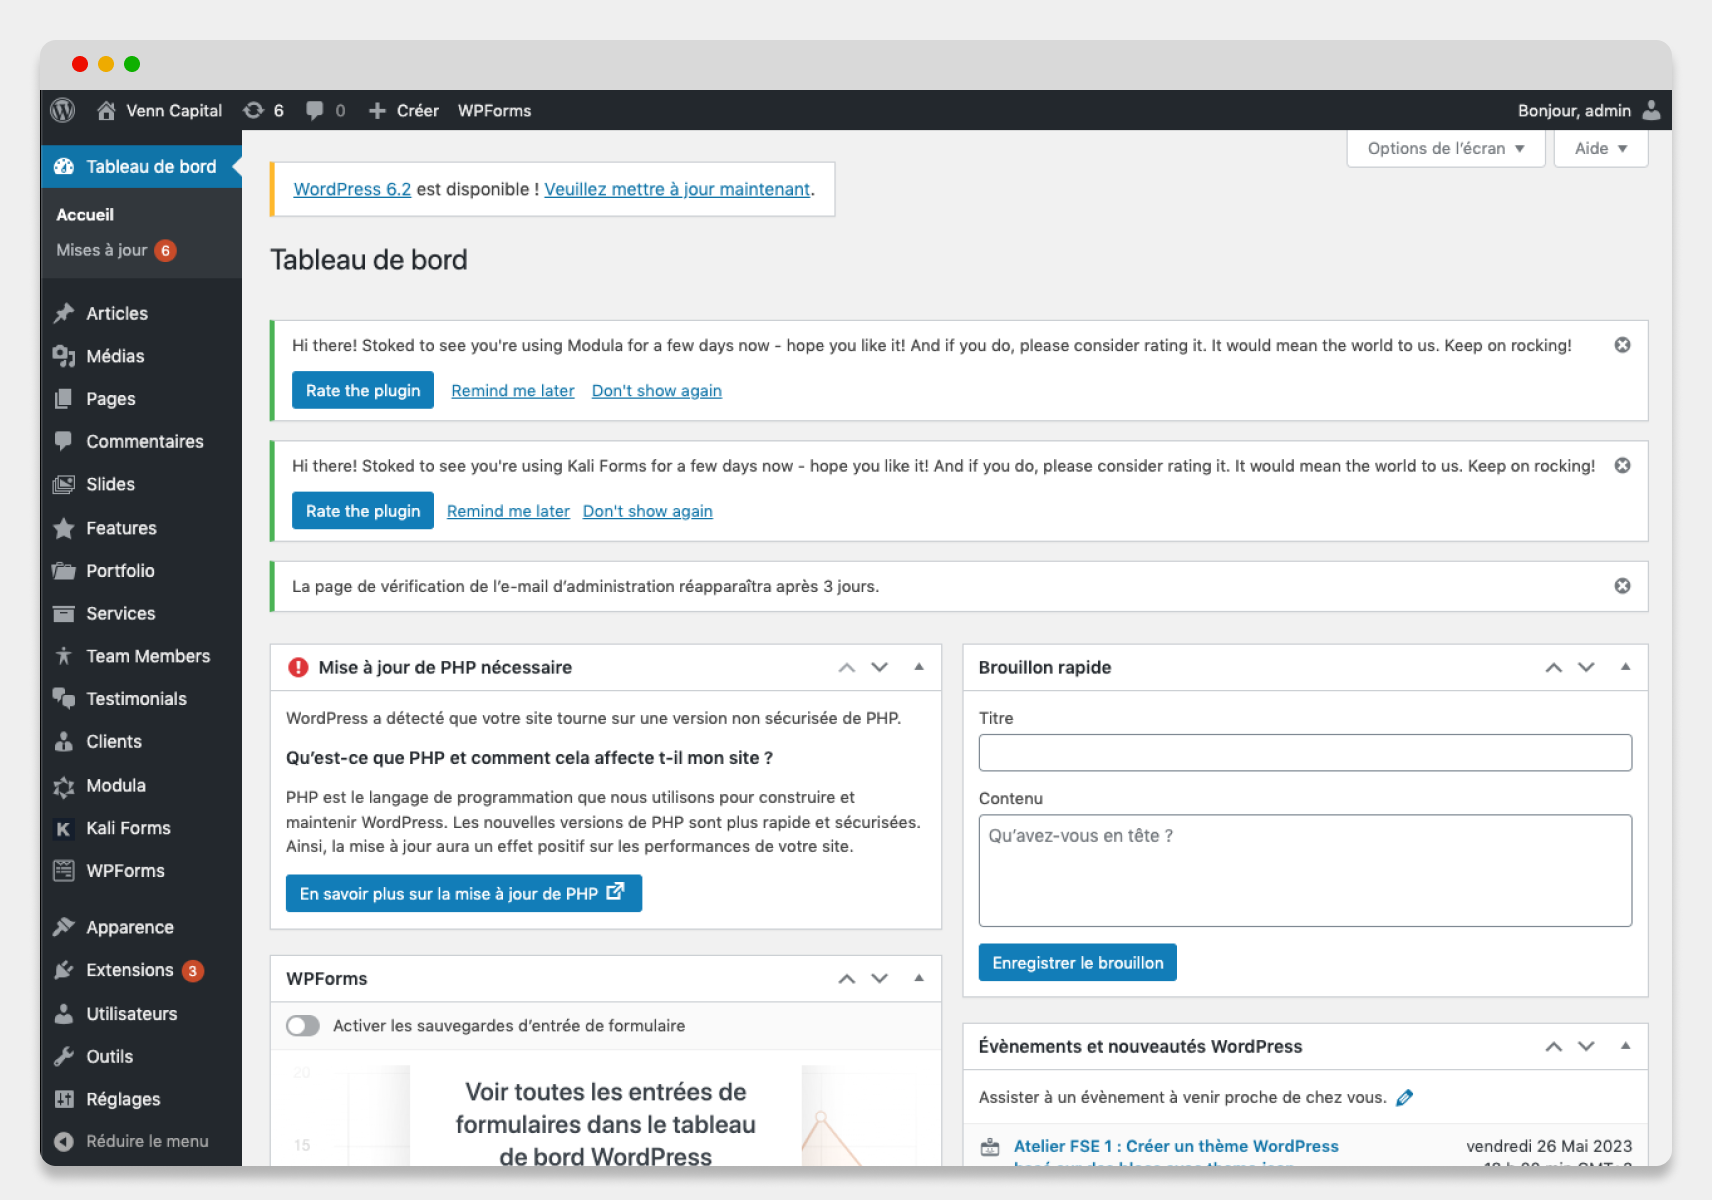 Venn Capital 6 0 Créer WPForms Bonjour, admin
Tableau de bord
Accueil
Mises à jour 6
Articles
Médias
Pages
Commentaires
Slides
Features
Portfolio
Services
Team Members
Testimonials
Clients
Modula
Kali Forms
WPForms
Apparence
Extensions 3
Utilisateurs
Outils
Réglages
Réduire le menu
Options de l’écran ▼ Aide ▼
WordPress 6.2 est disponible ! Veuillez mettre à jour maintenant.
Tableau de bord
Hi there! Stoked to see you're using Modula for a few days now - hope you like it! And if you do, please consider rating it. It would mean the world to us. Keep on rocking!
Rate the plugin Remind me later Don't show again
Hi there! Stoked to see you're using Kali Forms for a few days now - hope you like it! And if you do, please consider rating it. It would mean the world to us. Keep on rocking!
Rate the plugin Remind me later Don't show again
La page de vérification de l’e-mail d’administration réapparaîtra après 3 jours.
Mise à jour de PHP nécessaire
WordPress a détecté que votre site tourne sur une version non sécurisée de PHP.
Qu’est-ce que PHP et comment cela affecte t-il mon site ?
PHP est le langage de programmation que nous utilisons pour construire et
maintenir WordPress. Les nouvelles versions de PHP sont plus rapide et sécurisées.
Ainsi, la mise à jour aura un effet positif sur les performances de votre site.
En savoir plus sur la mise à jour de PHP
WPForms
Activer les sauvegardes d’entrée de formulaire
20
15
Voir toutes les entrées de
formulaires dans le tableau
de bord WordPress
Brouillon rapide
Titre
Contenu
Qu’avez-vous en tête ?
Enregistrer le brouillon
Évènements et nouveautés WordPress
Assister à un évènement à venir proche de chez vous.
Atelier FSE 1 : Créer un thème WordPress
vendredi 26 Mai 2023